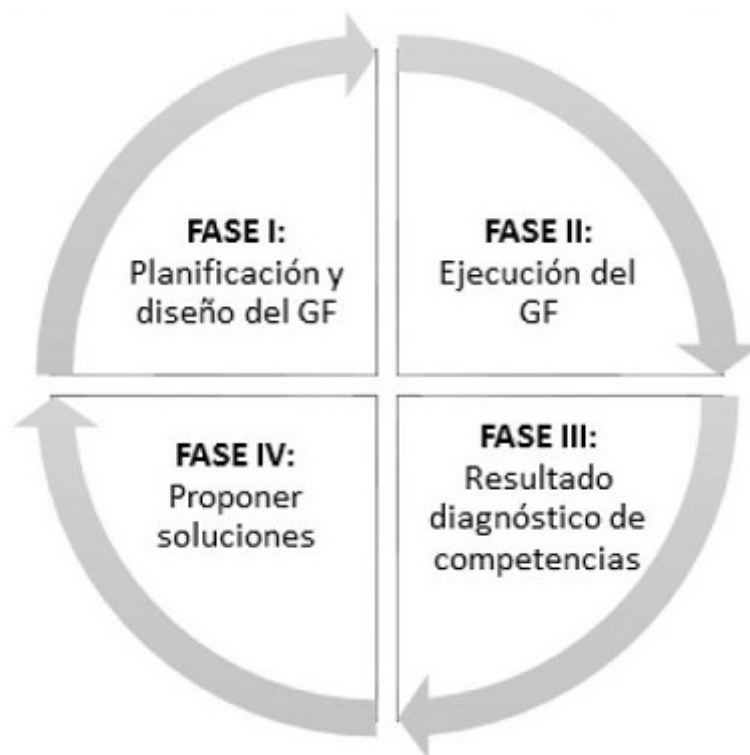 FASE I:
Planificación y
diseño del GF
FASE II:
Ejecución del
GF
FASE III:
Resultado
diagnóstico de
competencias
FASE IV:
Proponer
soluciones